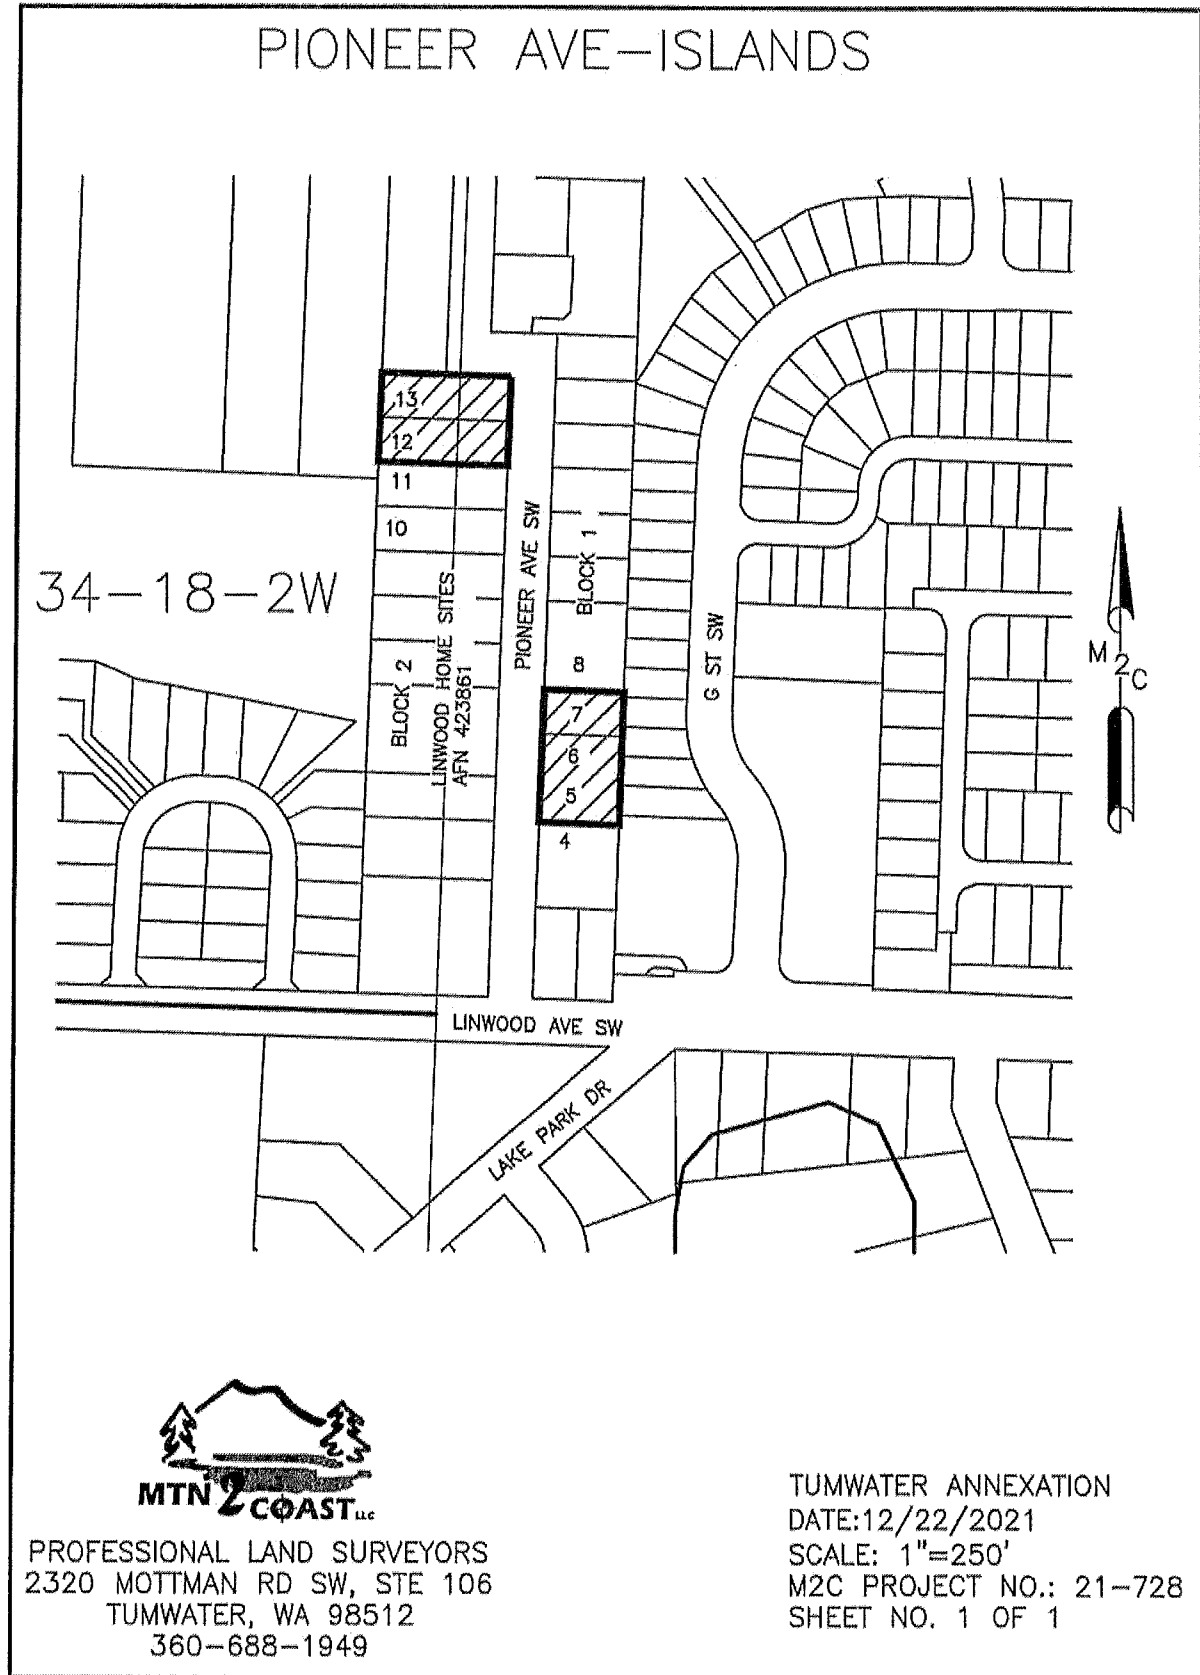 PIONEER AVE-ISLANDS
13
12
11
10
34-18-2W
BLOCK 2
LINWOOD HOME SITES
AFN 423861
PIONEER AVE SW
BLOCK 1
8
7
6
5
4
G ST SW
M2C
LINWOOD AVE SW
LAKE PARK DR
MTN 2 COAST LLC
PROFESSIONAL LAND SURVEYORS
2320 MOTTMAN RD SW, STE 106
TUMWATER, WA 98512
360-688-1949
TUMWATER ANNEXATION
DATE:12/22/2021
SCALE: 1"=250'
M2C PROJECT NO.: 21-728
SHEET NO. 1 OF 1